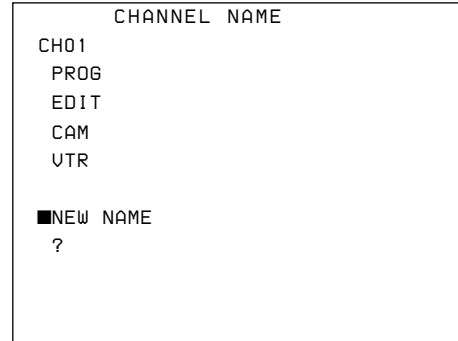 CHANNEL NAME
CH01
PROG
EDIT
CAM
VTR
■NEW NAME
?